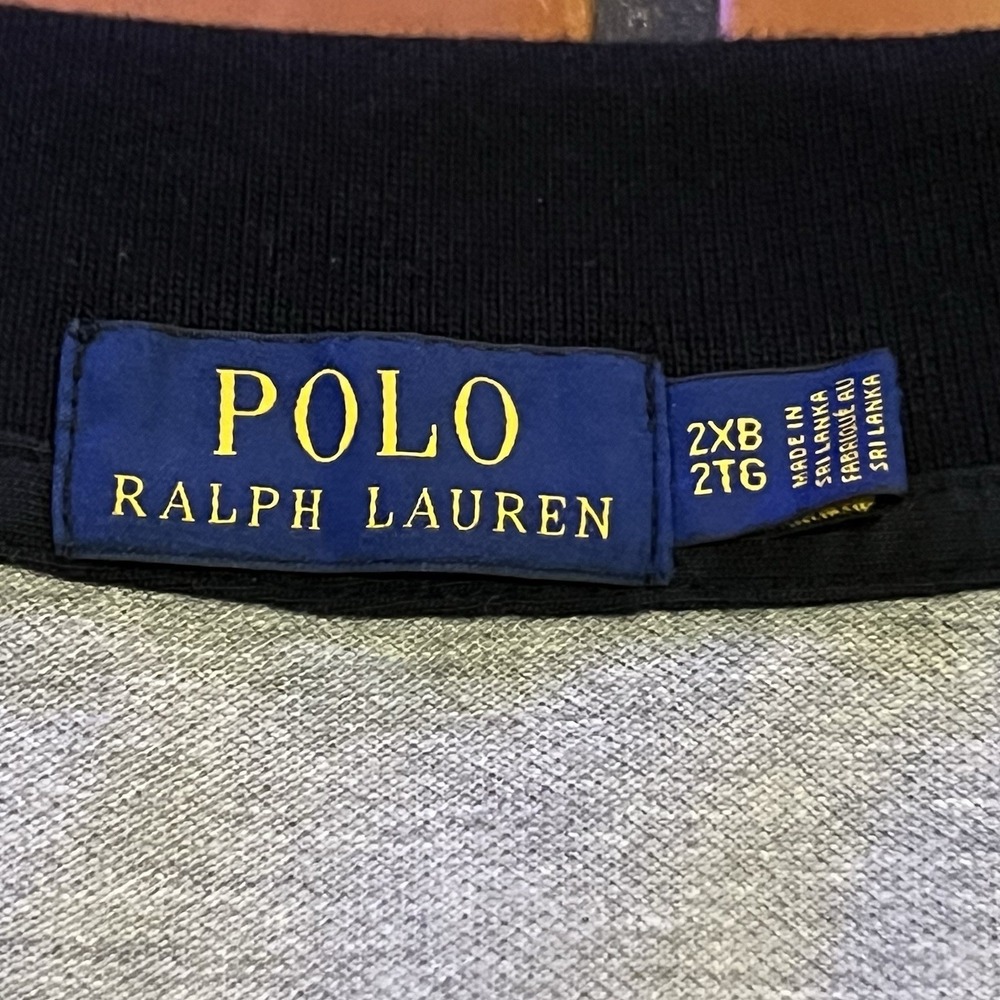 POLO
RALPH LAUREN
2XB
2TG
MADE IN
SRI LANKA
FABRIQUÉ AU
SRI LANKA